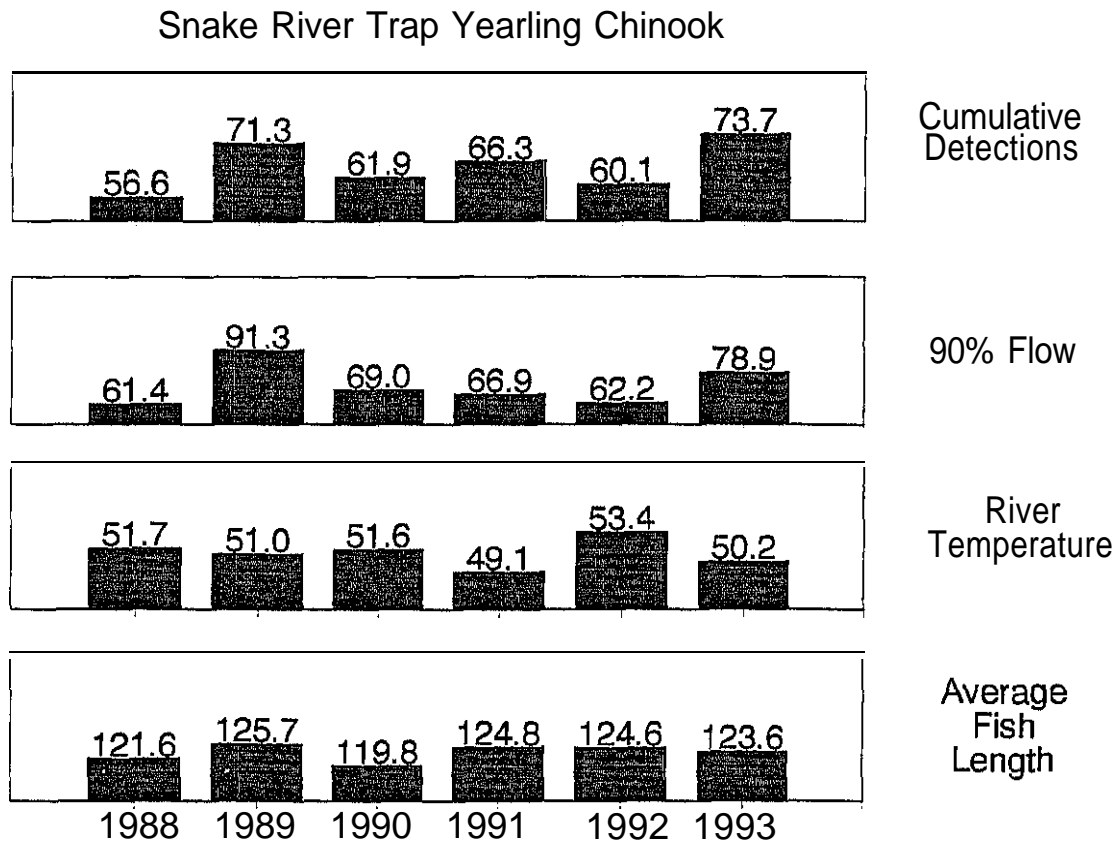 Snake River Trap Yearling Chinook
56.6 71.3 61.9 66.3 60.1 73.7
Cumulative
Detections
61.4 91.3 69.0 66.9 62.2 78.9
90% Flow
51.7 51.0 51.6 49.1 53.4 50.2
River
Temperature
121.6 125.7 119.8 124.8 124.6 123.6
Average
Fish
Length
1988 1989 1990 1991 1992 1993